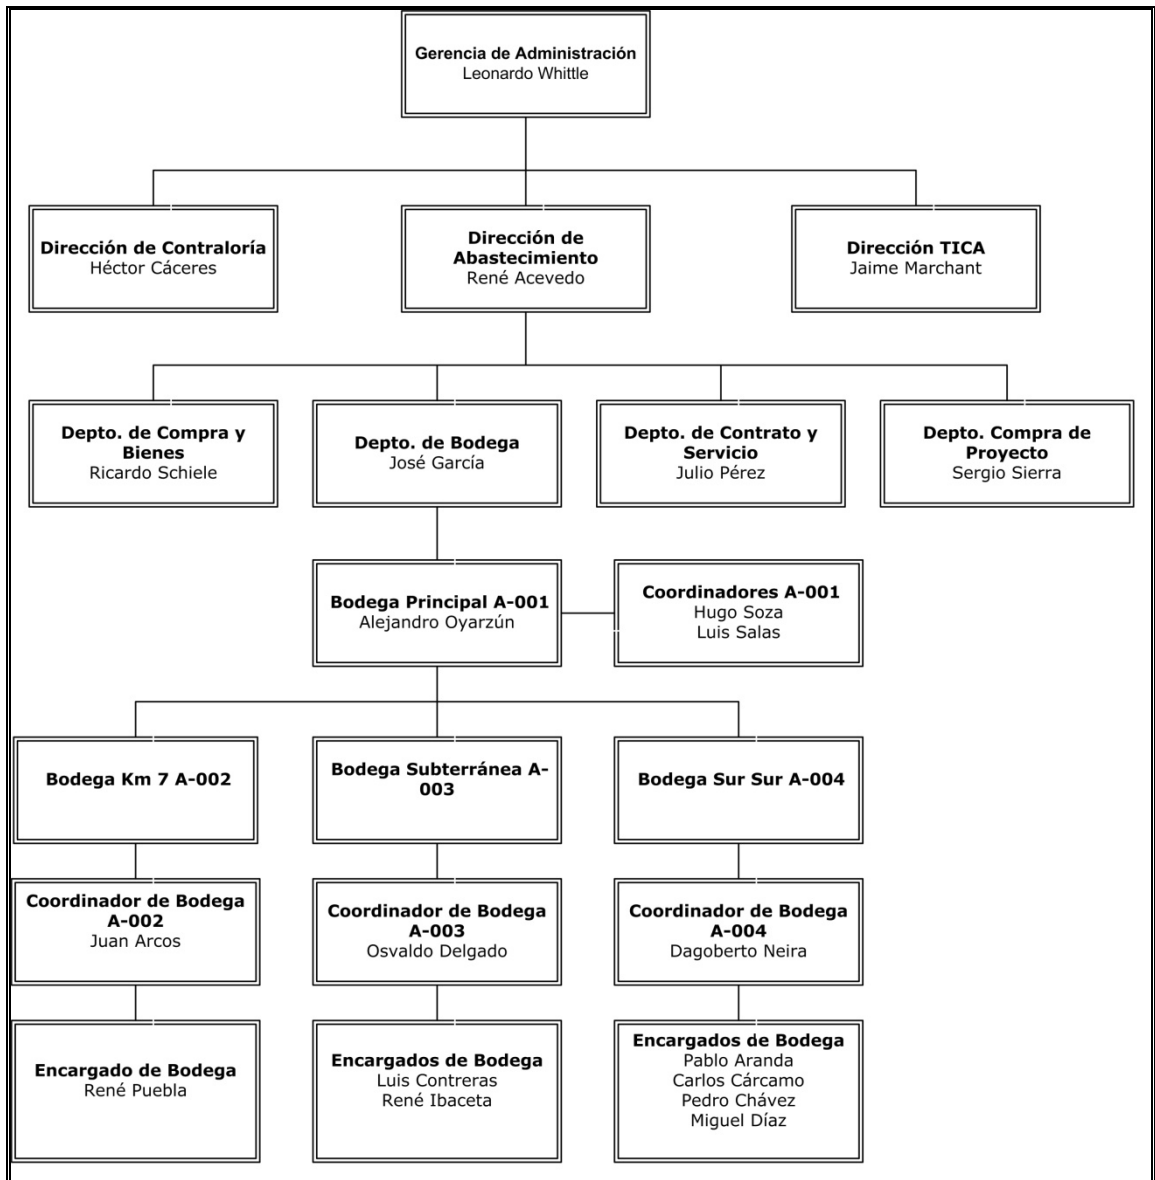 Gerencia de Administración
Leonardo Whittle
Dirección de Contraloría
Héctor Cáceres
Dirección de
Abastecimiento
René Acevedo
Dirección TICA
Jaime Marchant
Depto. de Compra y
Bienes
Ricardo Schiele
Depto. de Bodega
José García
Depto. de Contrato y
Servicio
Julio Pérez
Depto. Compra de
Proyecto
Sergio Sierra
Bodega Principal A-001
Alejandro Oyarzún
Coordinadores A-001
Hugo Soza
Luis Salas
Bodega Km 7 A-002
Bodega Subterránea A-
003
Bodega Sur Sur A-004
Coordinador de Bodega
A-002
Juan Arcos
Coordinador de Bodega
A-003
Osvaldo Delgado
Coordinador de Bodega
A-004
Dagoberto Neira
Encargado de Bodega
René Puebla
Encargados de Bodega
Luis Contreras
René Ibaceta
Encargados de Bodega
Pablo Aranda
Carlos Cárcamo
Pedro Chávez
Miguel Díaz